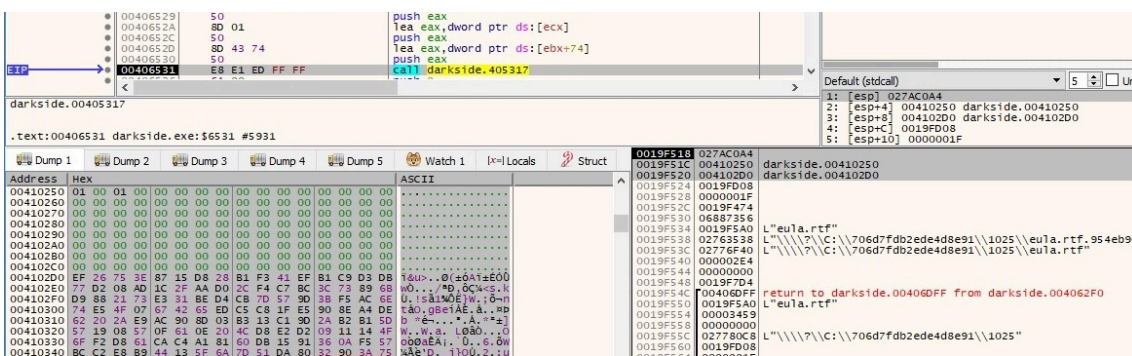 00406529 50 push eax
0040652A 8D 01 lea eax,dword ptr ds:[ecx]
0040652C 50 push eax
0040652D 8D 43 74 lea eax,dword ptr ds:[ebx+74]
00406530 50 push eax
EIP 00406531 E8 E1 ED FF FF call darkside.405317
darkside.00405317
.text:00406531 darkside.exe:$6531 #5931
Default (stdcall) 5
1: [esp] 027AC0A4
2: [esp+4] 00410250 darkside.00410250
3: [esp+8] 004102D0 darkside.004102D0
4: [esp+C] 0019FD08
5: [esp+10] 0000001F
Dump 1 Dump 2 Dump 3 Dump 4 Dump 5 Watch 1 [x=] Locals Struct
Address Hex ASCII
00410250 01 00 01 00 00 00 00 00 00 00 00 00 00 00 00 00 ................
00410260 00 00 00 00 00 00 00 00 00 00 00 00 00 00 00 00 ................
00410270 00 00 00 00 00 00 00 00 00 00 00 00 00 00 00 00 ................
00410280 00 00 00 00 00 00 00 00 00 00 00 00 00 00 00 00 ................
00410290 00 00 00 00 00 00 00 00 00 00 00 00 00 00 00 00 ................
004102A0 00 00 00 00 00 00 00 00 00 00 00 00 00 00 00 00 ................
004102B0 00 00 00 00 00 00 00 00 00 00 00 00 00 00 00 00 ................
004102C0 00 00 00 00 00 00 00 00 00 00 00 00 00 00 00 00 ................
004102D0 EF 26 75 3E 87 15 D8 28 B1 F3 41 EF B1 C9 D3 DB
004102E0 77 D2 08 AD 1C 2F AA D0 2C F4 C7 BC 3C 73 89 6B
004102F0 D9 88 21 73 E3 31 BE D4 CB 7D 57 9D 3B F5 AC 6E
00410300 74 E5 4F 07 67 42 65 ED C5 C8 1F E5 90 8E A4 DE
00410310 62 20 2A E9 AC 90 8D 03 B3 13 C1 9D 2A B2 B1 5D
00410320 57 19 08 57 0F 61 0E 20 4C D8 E2 D2 09 11 14 4F
00410330 6F F2 D8 61 CA C4 A1 81 60 DB 15 91 36 0A F5 57
00410340 BC C2 E8 B9 44 13 5F 6A 7D 51 DA 80 32 90 3A 75
0019F518 027AC0A4
0019F51C 00410250 darkside.00410250
0019F520 004102D0 darkside.004102D0
0019F524 0019FD08
0019F528 0000001F
0019F52C 0019F474
0019F530 06887356
0019F534 0019F5A0 L"eula.rtf"
0019F538 02763538 L"\\\\?\\C:\\706d7fdb2ede4d8e91\\1025\\eula.rtf.954eb9
0019F53C 02776F40 L"\\\\?\\C:\\706d7fdb2ede4d8e91\\1025\\eula.rtf"
0019F540 000002E4
0019F544 00000000
0019F548 0019F7D4
0019F54C 00406DFF return to darkside.00406DFF from darkside.004062F0
0019F550 0019F5A0 L"eula.rtf"
0019F554 00003459
0019F558 00000000
0019F55C 027780C8 L"\\\\?\\C:\\706d7fdb2ede4d8e91\\1025\\"
0019F560 0019FD08